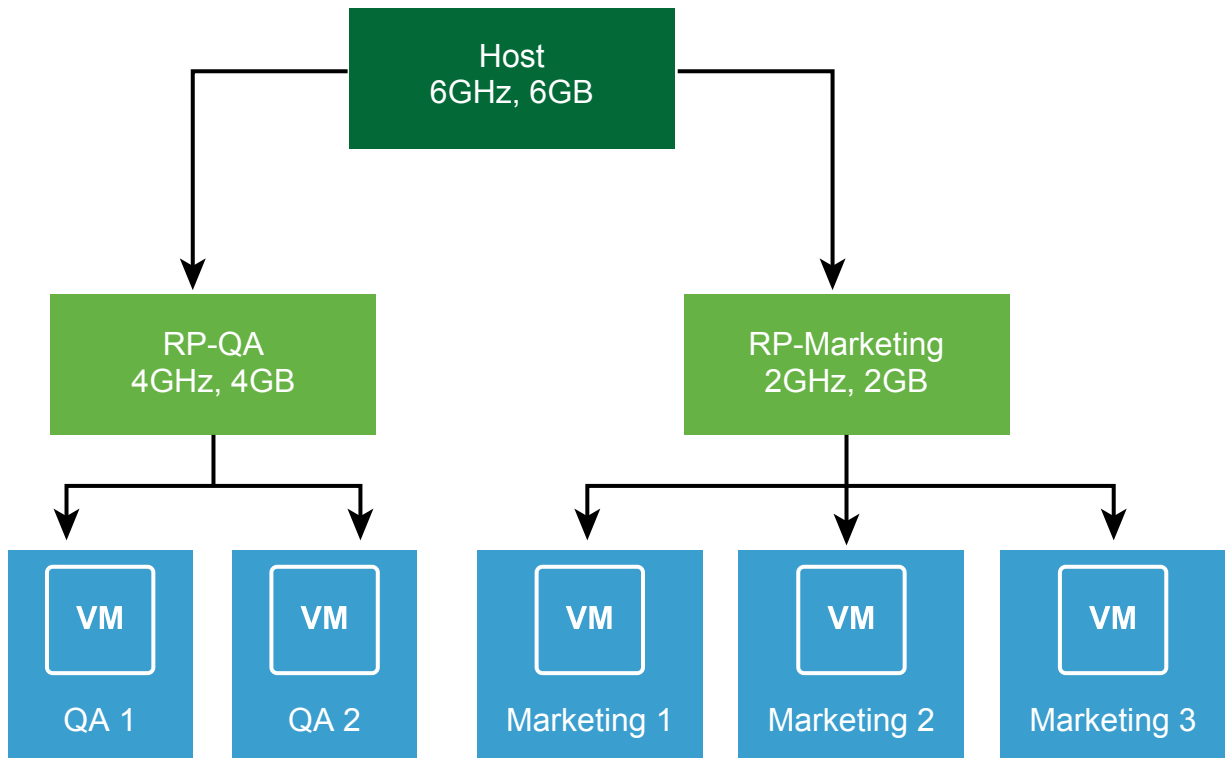 Host
6GHz, 6GB
RP-QA
4GHz, 4GB
RP-Marketing
2GHz, 2GB
VM
QA 1
VM
QA 2
VM
Marketing 1
VM
Marketing 2
VM
Marketing 3